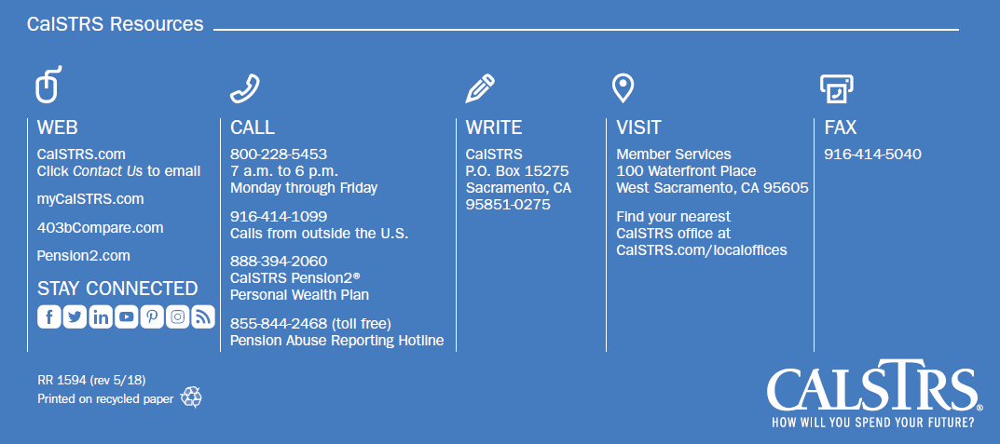 CalSTRS Resources
WEB
CalSTRS.com
Click Contact Us to email
myCalSTRS.com
403bCompare.com
Pension2.com
STAY CONNECTED
CALL
800-228-5453
7 a.m. to 6 p.m.
Monday through Friday
916-414-1099
Calls from outside the U.S.
888-394-2060
CalSTRS Pension2®
Personal Wealth Plan
855-844-2468 (toll free)
Pension Abuse Reporting Hotline
WRITE
CalSTRS
P.O. Box 15275
Sacramento, CA
95851-0275
VISIT
Member Services
100 Waterfront Place
West Sacramento, CA 95605
Find your nearest
CalSTRS office at
CalSTRS.com/localoffices
FAX
916-414-5040
RR 1594 (rev 5/18)
Printed on recycled paper
CALSTRS®
HOW WILL YOU SPEND YOUR FUTURE?